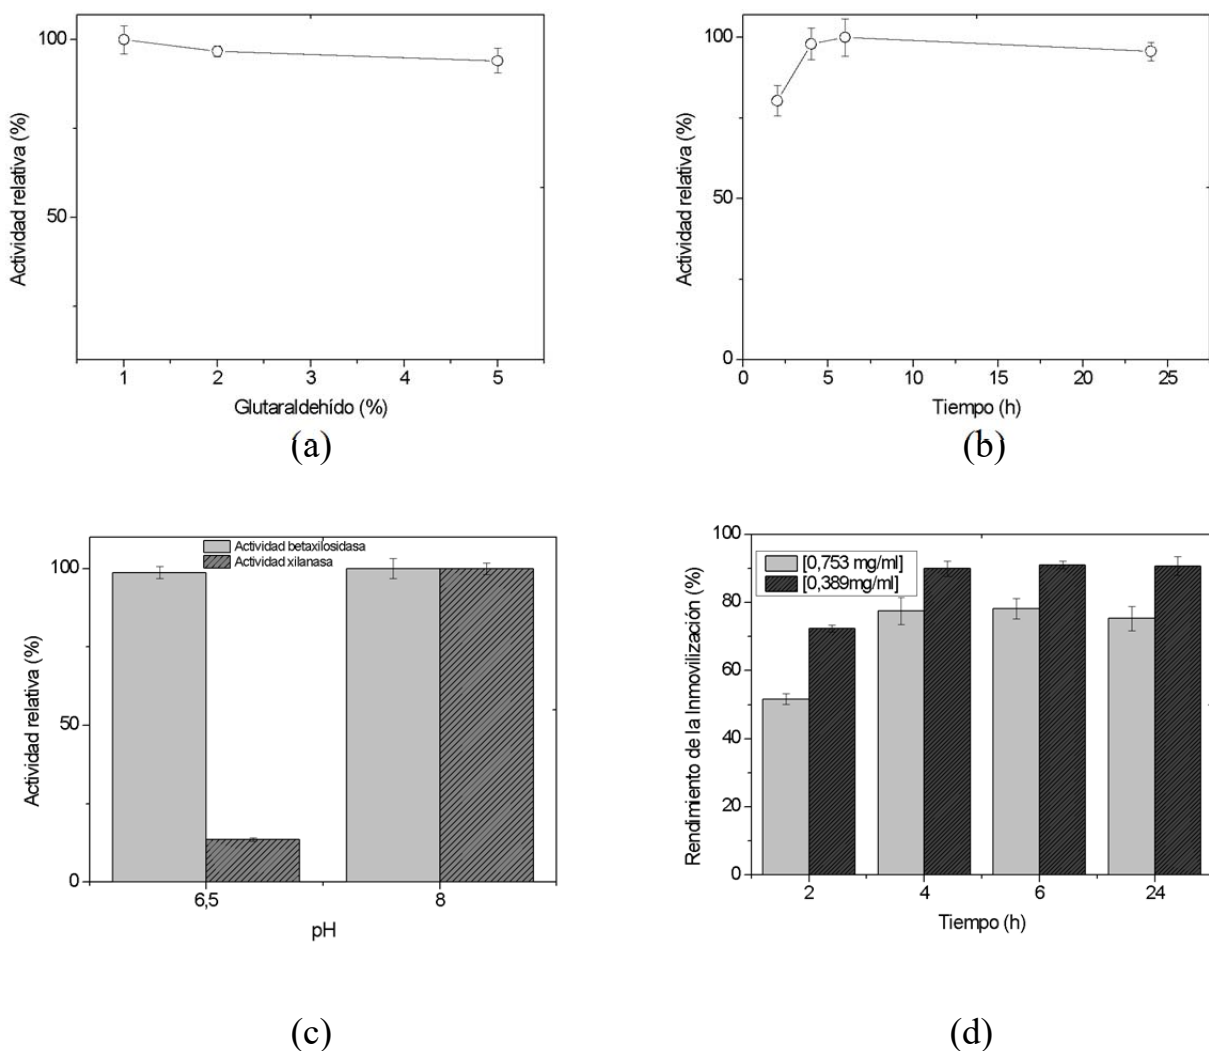 100
50
Actividad relativa (%)
1 2 3 4 5
Glutaraldehído (%)
(a)
100
50
0
Actividad relativa (%)
0 5 10 15 20 25
Tiempo (h)
(b)
Actividad betaxilosidasa
Actividad xilanasa
100
50
0
Actividad relativa (%)
6,5 8
pH
(c)
[0,753 mg/ml]
[0,389mg/ml]
100
80
60
40
20
0
Rendimiento de la Inmovilización (%)
2 4 6 24
Tiempo (h)
(d)